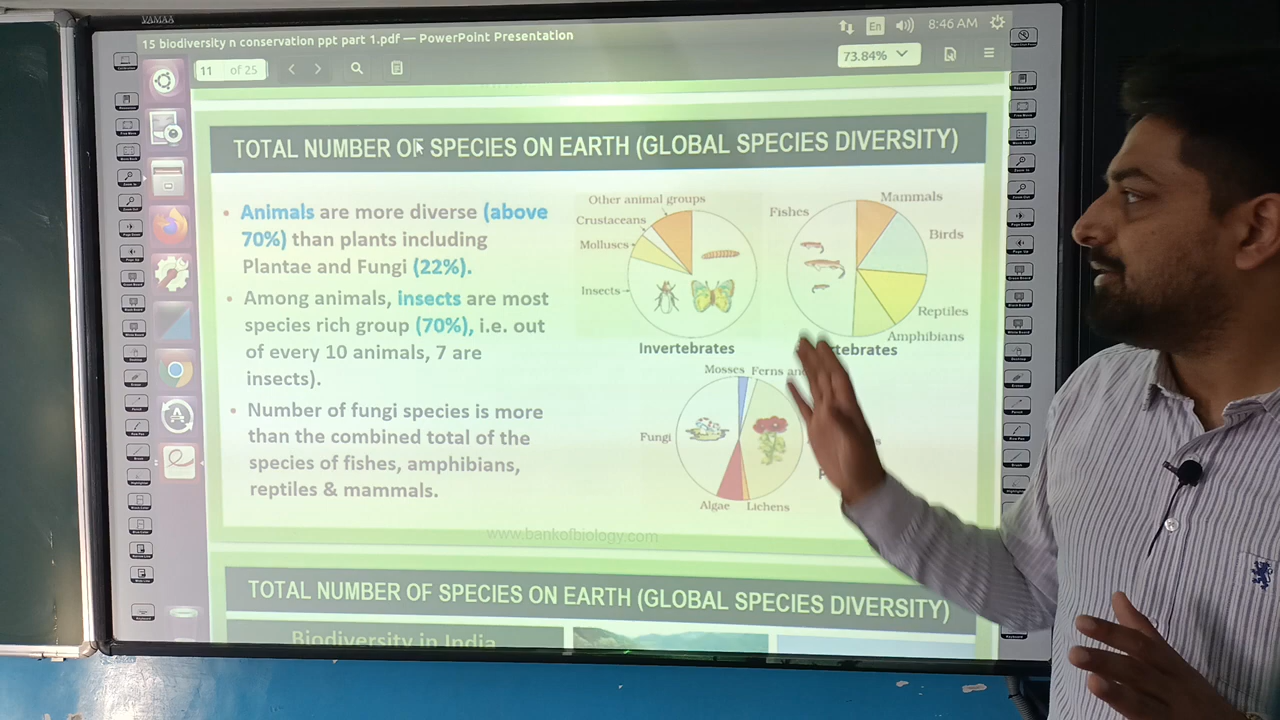 VAMAA
15 biodiversity n conservation ppt part 1.pdf — PowerPoint Presentation
En
8:46 AM
11 of 25
73.84%
TOTAL NUMBER OF SPECIES ON EARTH (GLOBAL SPECIES DIVERSITY)
• Animals are more diverse (above
70%) than plants including
Plantae and Fungi (22%).
• Among animals, insects are most
species rich group (70%), i.e. out
of every 10 animals, 7 are
insects).
• Number of fungi species is more
than the combined total of the
species of fishes, amphibians,
reptiles & mammals.
Other animal groups
Crustaceans
Molluscs
Insects
Invertebrates
Fishes
Mammals
Birds
Reptiles
Amphibians
Mosses Ferns
Fungi
Algae Lichens
www.bankofbiology.com
TOTAL NUMBER OF SPECIES ON EARTH (GLOBAL SPECIES DIVERSITY)
Biodiversity in India